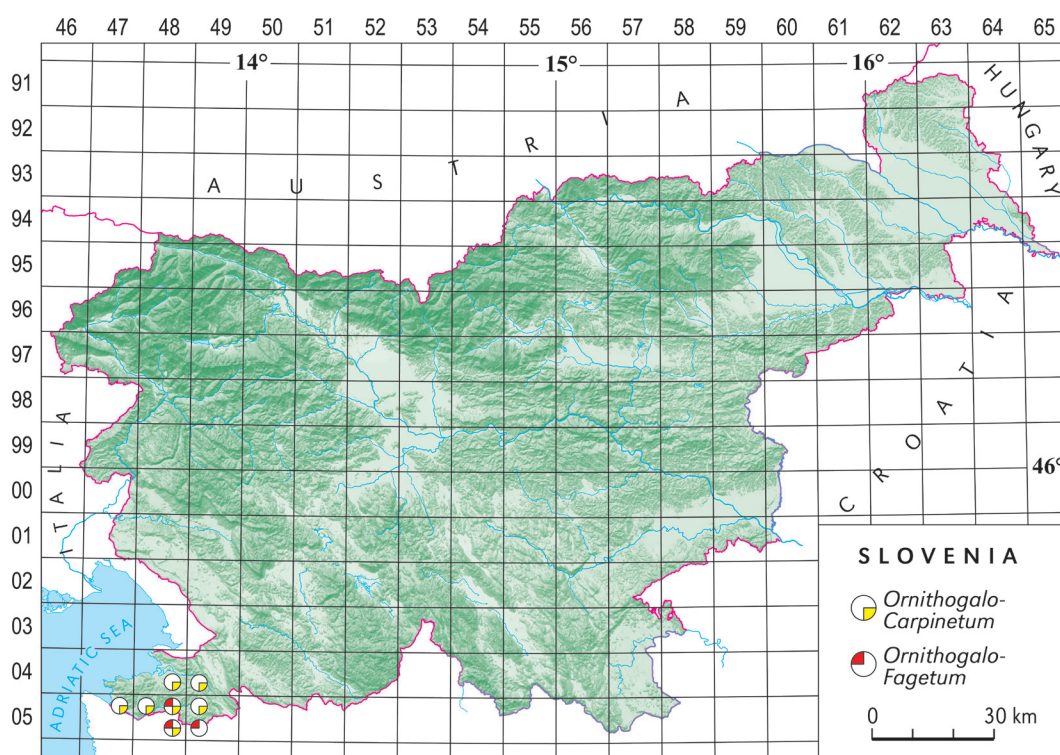 46 47 48 49 50 51 52 53 54 55 56 57 58 59 60 61 62 63 64 65
14° 15° 16°
91
92
93
94
95
96
97
98
99
00
01
02
03
04
05
AUSTRIA
HUNGARY
CROATIA
ITALIA
46°
ADRIATIC SEA
SLOVENIA
Ornithogalo-
Carpinetum
Ornithogalo-
Fagetum
0 30 km